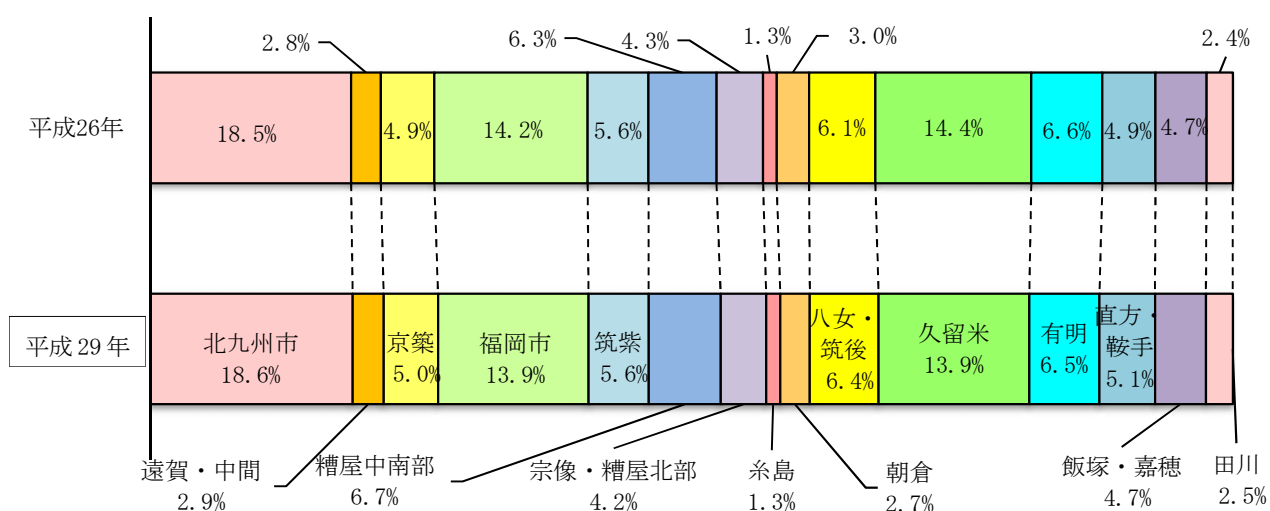 2.8%
6.3%
4.3%
1.3%
3.0%
2.4%
平成26年
18.5%
4.9%
14.2%
5.6%
6.1%
14.4%
6.6%
4.9%
4.7%
平成 29 年
北九州市
18.6%
京築
5.0%
福岡市
13.9%
筑紫
5.6%
八女・
筑後
6.4%
久留米
13.9%
有明
6.5%
直方・
鞍手
5.1%
遠賀・中間
2.9%
糟屋中南部
6.7%
宗像・糟屋北部
4.2%
糸島
1.3%
朝倉
2.7%
飯塚・嘉穂
4.7%
田川
2.5%